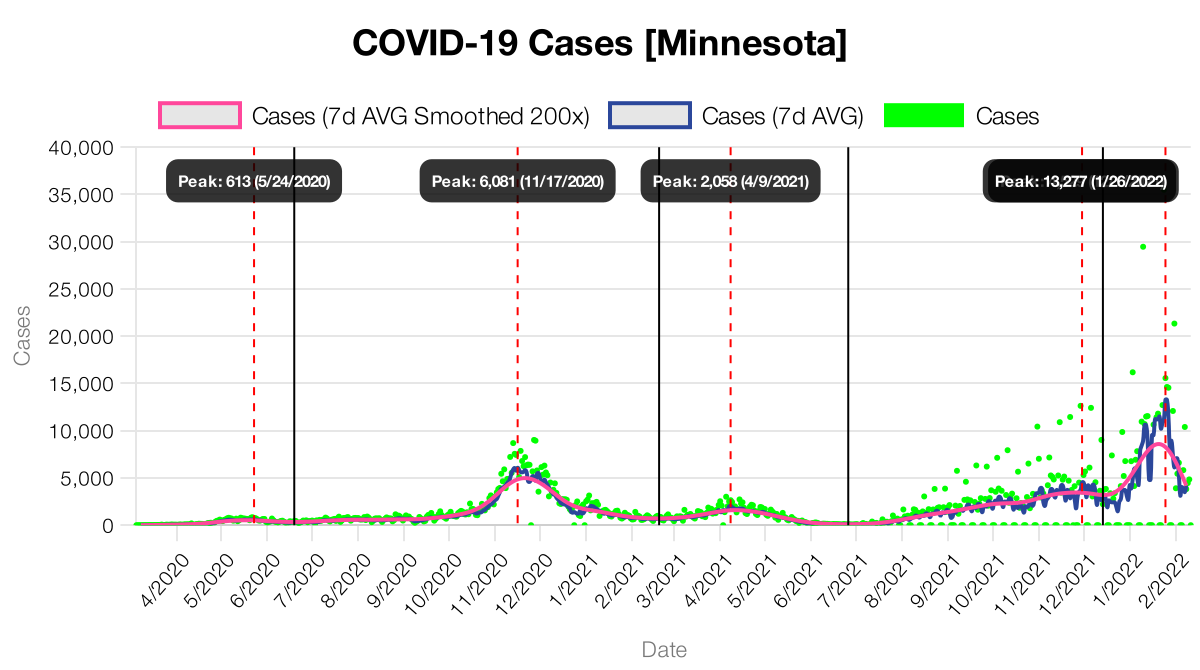 COVID-19 Cases [Minnesota]
Cases (7d AVG Smoothed 200x) Cases (7d AVG) Cases
40,000
Peak: 613 (5/24/2020) Peak: 6,081 (11/17/2020) Peak: 2,058 (4/9/2021) Peak: 13,277 (1/26/2022)
35,000
30,000
25,000
20,000
15,000
10,000
5,000
0
Cases
4/2020 5/2020 6/2020 7/2020 8/2020 9/2020 10/2020 11/2020 12/2020 1/2021 2/2021 3/2021 4/2021 5/2021 6/2021 7/2021 8/2021 9/2021 10/2021 11/2021 12/2021 1/2022 2/2022
Date